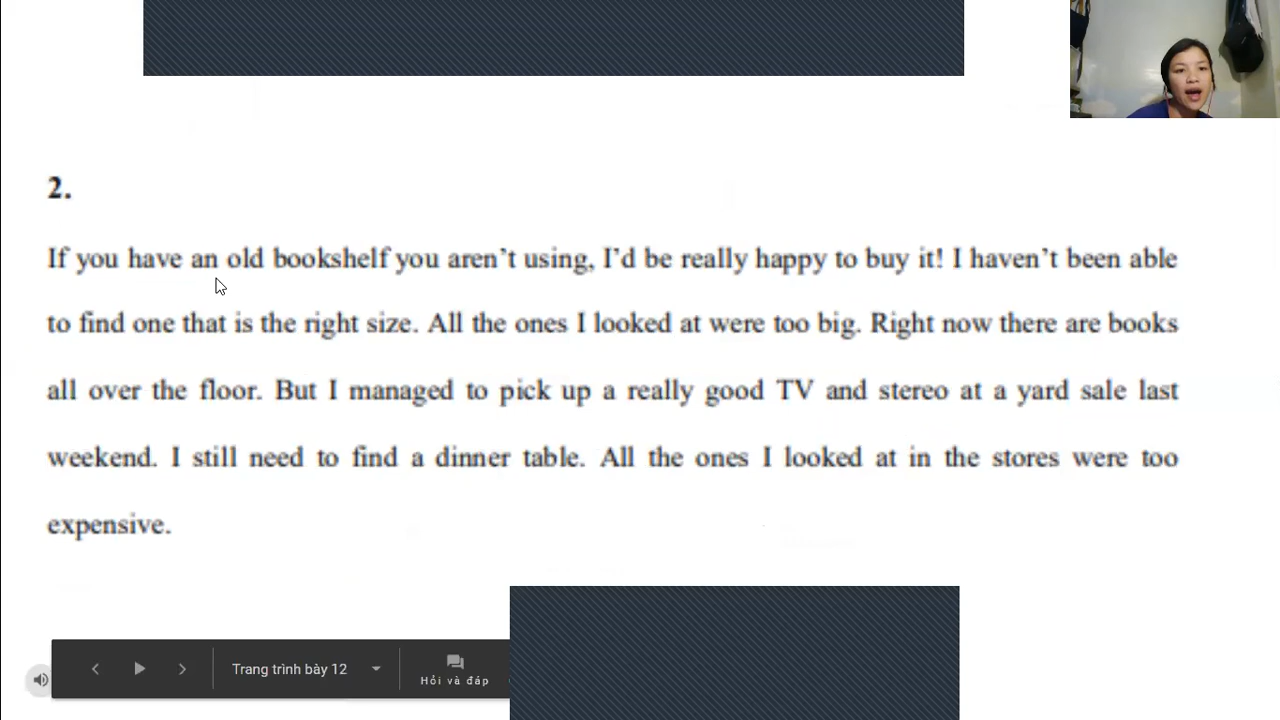 2.
If you have an old bookshelf you aren’t using, I’d be really happy to buy it! I haven’t been able
to find one that is the right size. All the ones I looked at were too big. Right now there are books
all over the floor. But I managed to pick up a really good TV and stereo at a yard sale last
weekend. I still need to find a dinner table. All the ones I looked at in the stores were too
expensive.
Trang trình bày 12
Hỏi và đáp